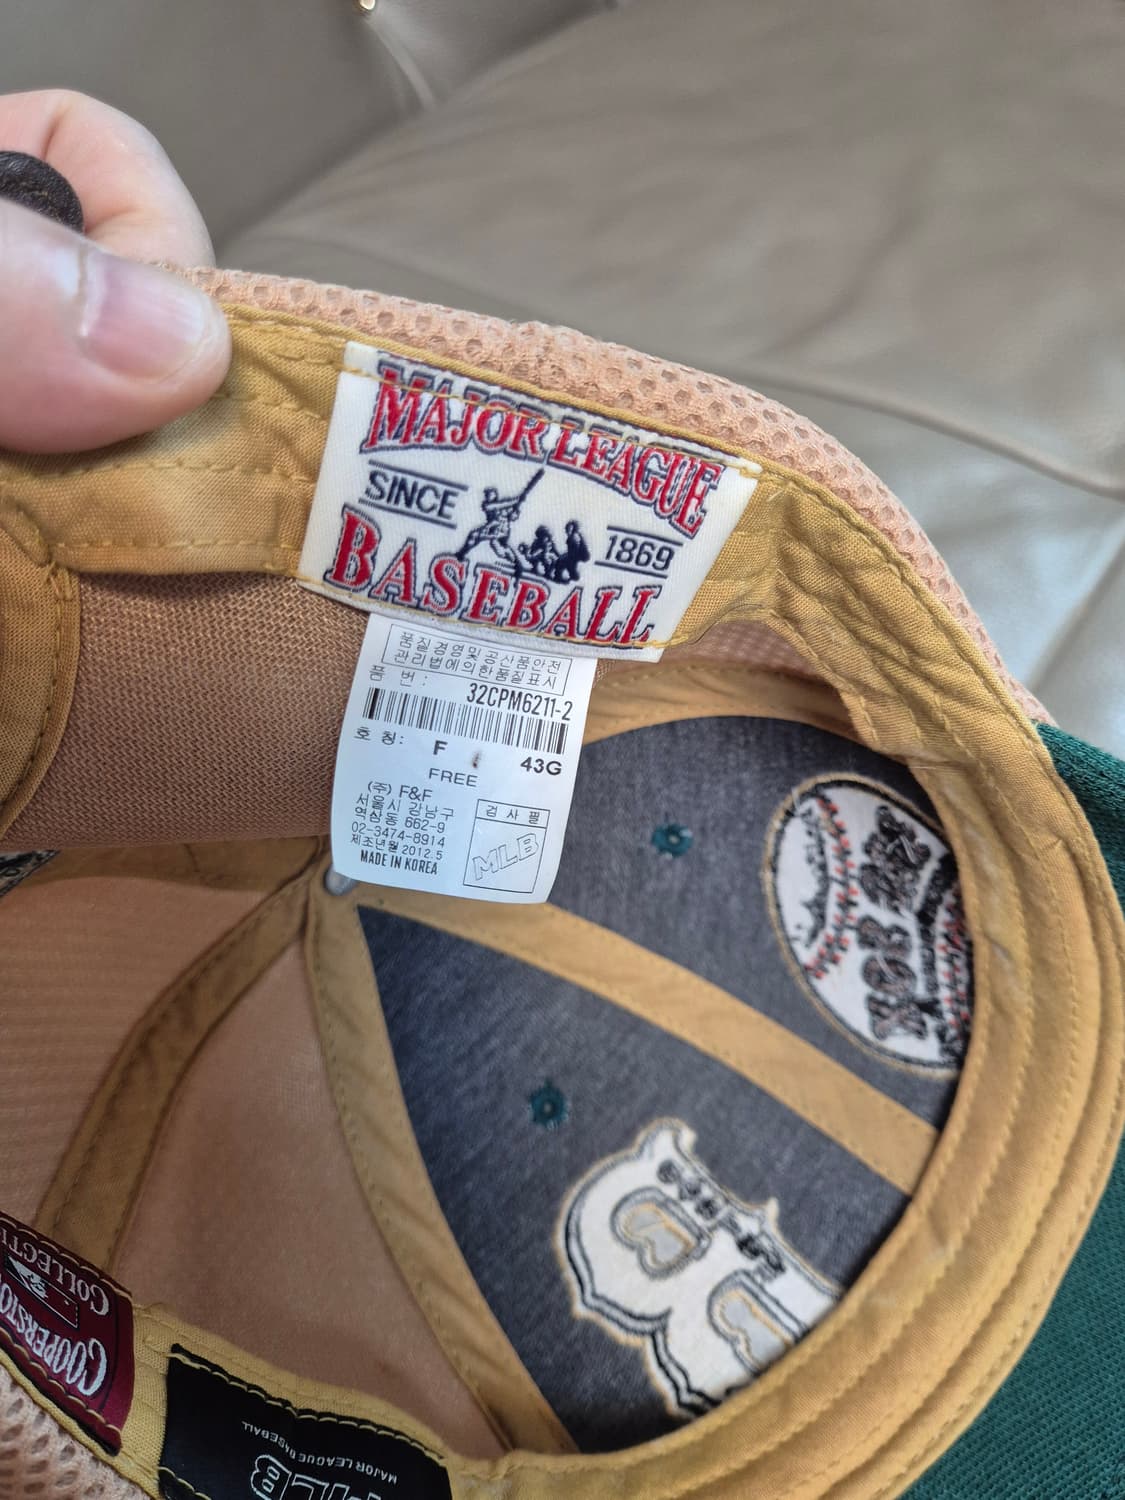 MAJOR LEAGUE
SINCE 1869
BASEBALL
품질경영및공산품안전
관리법에의한품질표시
품 번 : 32CPM6211-2
호 칭: F 43G
FREE
(주) F&F
서울시 강남구
역삼동 662-9
02-3474-8914
제조년월 2012.5
MADE IN KOREA
검 사 필
MLB
COOPERSTO
COLLECTI
MLB
MAJOR LEAGUE BASEBALL